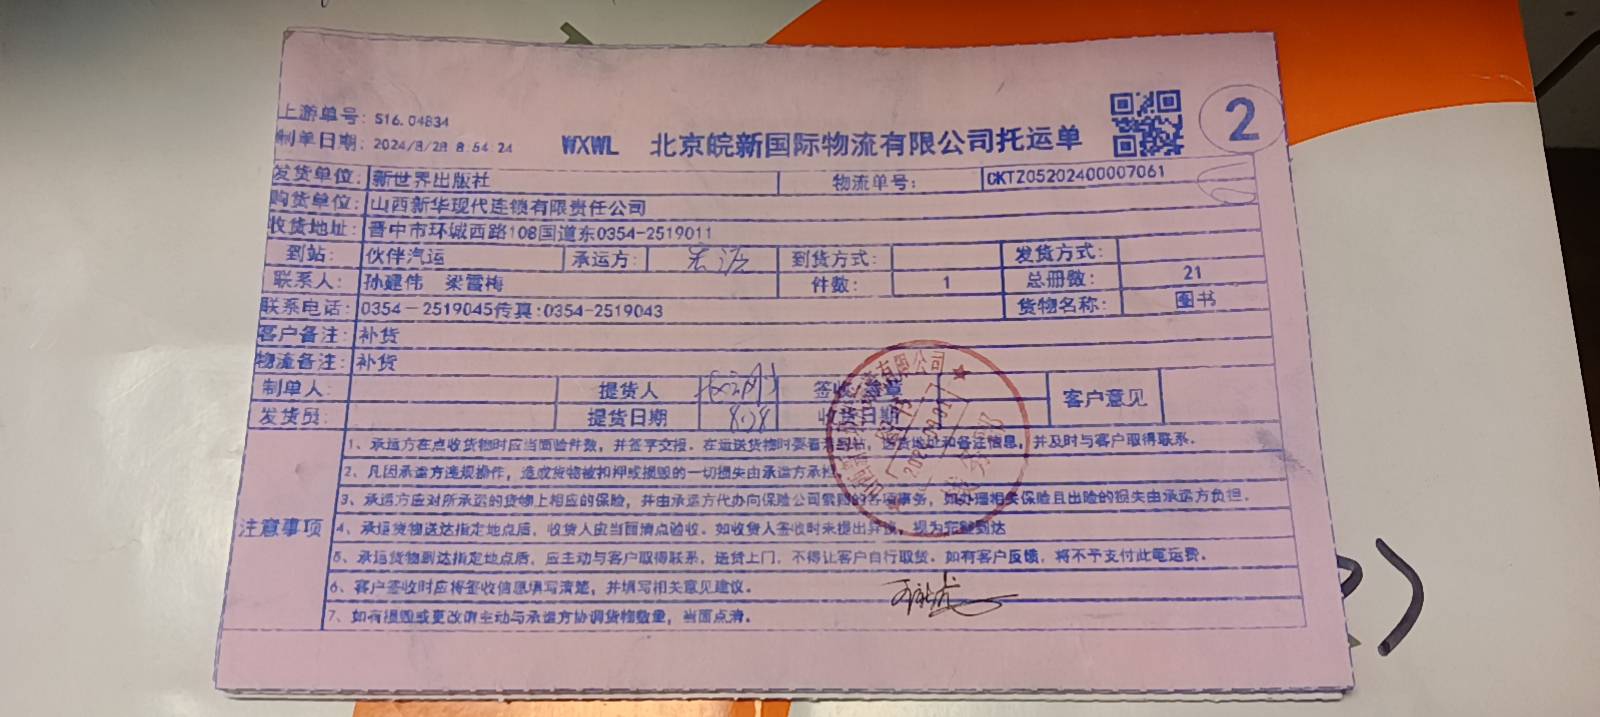 上游单号: S16.04834
制单日期: 2024/8/28 8:54:24
WXWL 北京皖新国际物流有限公司托运单
2
发货单位: 新世界出版社 物流单号: CKTZ05202400007061
购货单位: 山西新华现代连锁有限责任公司
收货地址: 晋中市环城西路108国道东0354-2519011
到站: 伙伴汽运 承运方: 到货方式: 发货方式:
联系人: 孙建伟 梁雪梅 件数: 1 总册数: 21
联系电话: 0354-2519045传真:0354-2519043 货物名称: 图书
客户备注: 补货
物流备注: 补货
制单人: 提货人 客户意见
发货员: 提货日期 8.28 收货日期
注意事项
1、承运方在点收货物时应当面验件数,并签字交接。在运送货物时要看 送货地址和备注信息,并及时与客户取得联系.
2、凡因承运方违规操作,造成货物被扣押或损毁的一切损失由承运方承担
3、承运方应对所承运的货物上相应的保险,并由承运方代办向保险公司索赔的各项事务,如办理相关保险且出险的损失由承运方负担.
4、承运货物送达指定地点后,收货人应当面清点验收.如收货人签收时未提出异议,视为完整到达
5、承运货物到达指定地点后,应主动与客户取得联系,送货上门,不得让客户自行取货.如有客户反馈,将不予支付此笔运费.
6、客户签收时应将签收信息填写清楚,并填写相关意见建议.
7、如有损毁或更改请主动与承运方协调货物数量,当面点清.